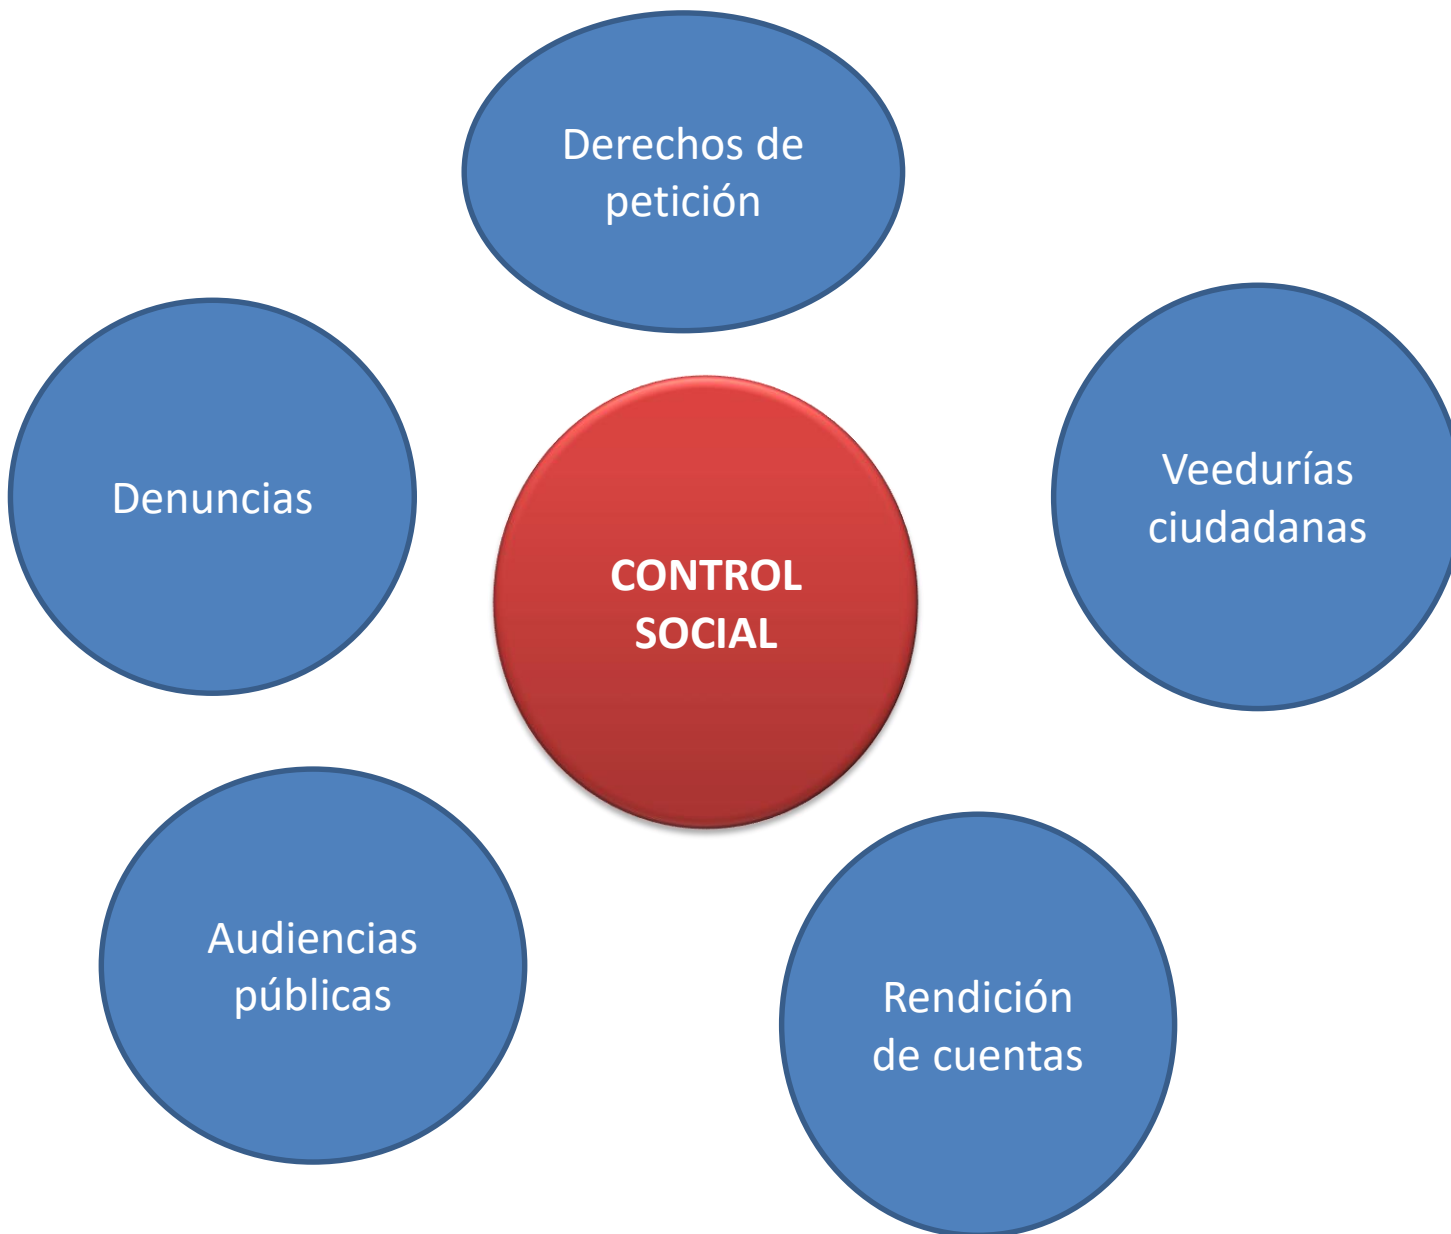 Derechos de
petición
Denuncias
Veedurías
ciudadanas
CONTROL
SOCIAL
Audiencias
públicas
Rendición
de cuentas